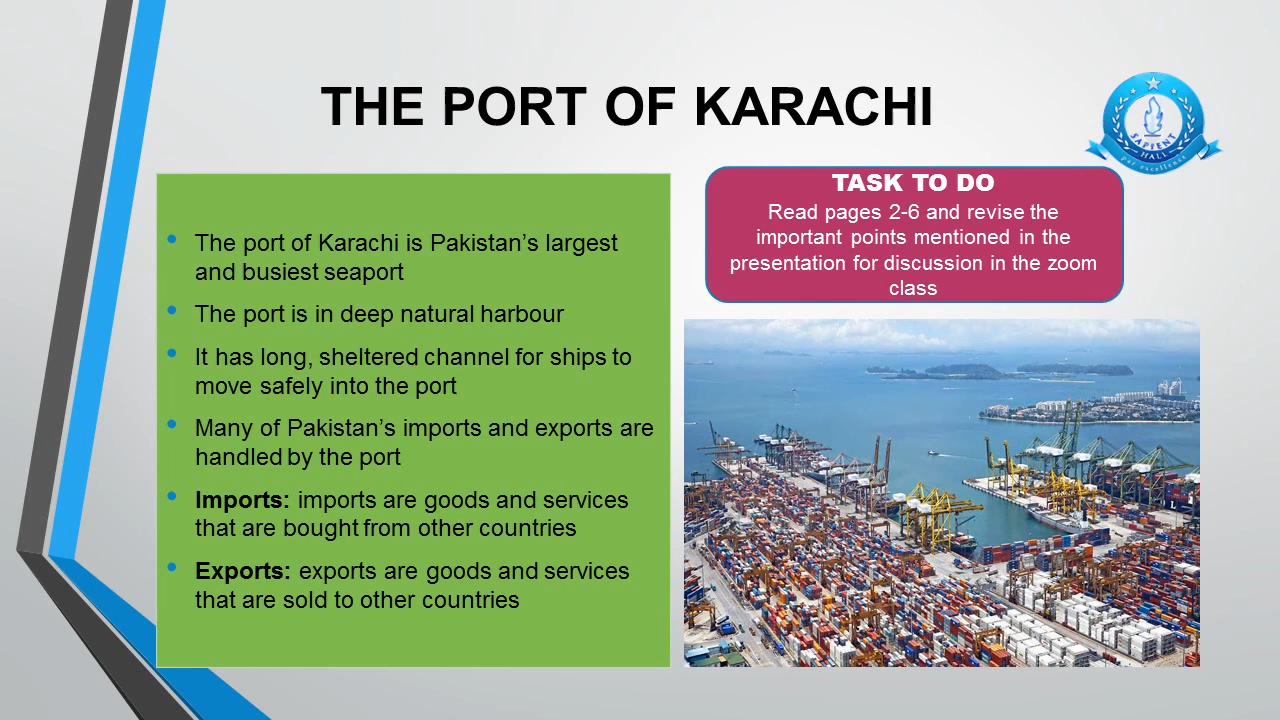 THE PORT OF KARACHI
SAPIENT
HALL
par excellence
TASK TO DO
Read pages 2-6 and revise the
important points mentioned in the
presentation for discussion in the zoom
class
The port of Karachi is Pakistan’s largest
and busiest seaport
The port is in deep natural harbour
It has long, sheltered channel for ships to
move safely into the port
Many of Pakistan’s imports and exports are
handled by the port
Imports: imports are goods and services
that are bought from other countries
Exports: exports are goods and services
that are sold to other countries